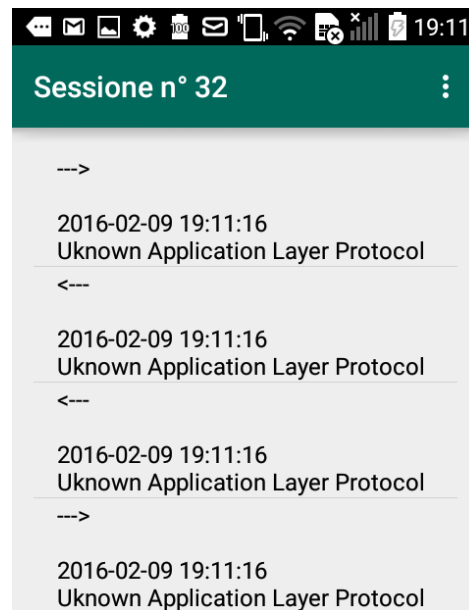 100
19:11
Sessione n° 32
--->
2016-02-09 19:11:16
Uknown Application Layer Protocol
<---
2016-02-09 19:11:16
Uknown Application Layer Protocol
<---
2016-02-09 19:11:16
Uknown Application Layer Protocol
--->
2016-02-09 19:11:16
Uknown Application Layer Protocol